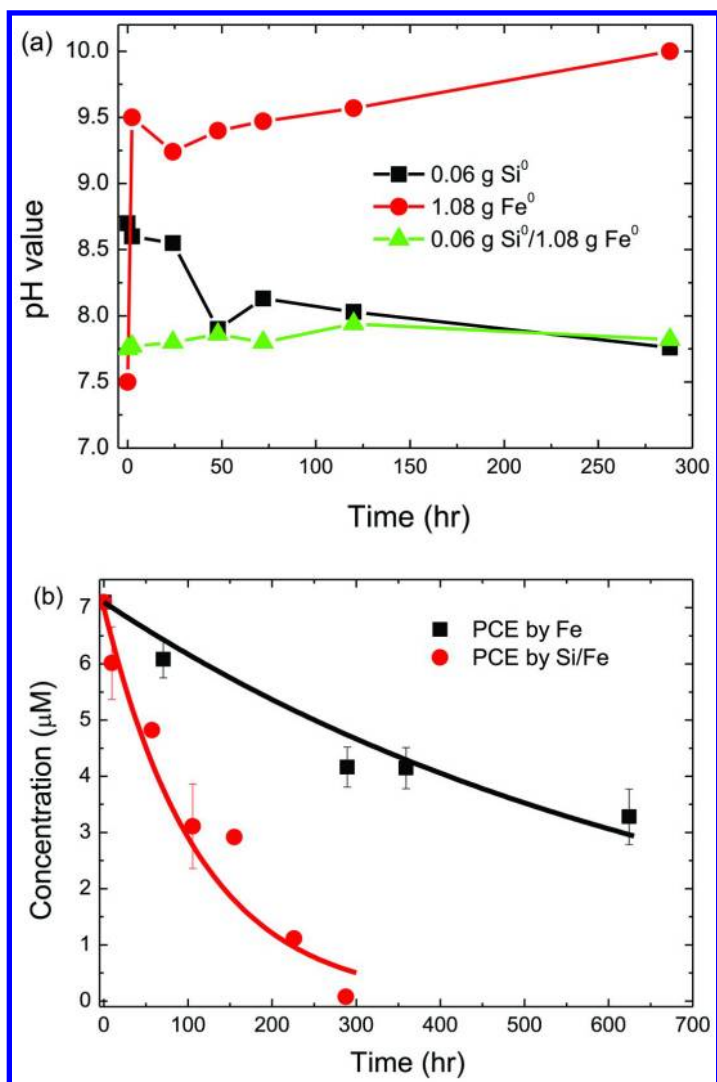 (a)
10.0
9.5
9.0
8.5
8.0
7.5
7.0
pH value
0.06 g Si⁰
1.08 g Fe⁰
0.06 g Si⁰/1.08 g Fe⁰
0 50 100 150 200 250 300
Time (hr)
(b)
7
6
5
4
3
2
1
0
Concentration (μM)
PCE by Fe
PCE by Si/Fe
0 100 200 300 400 500 600 700
Time (hr)